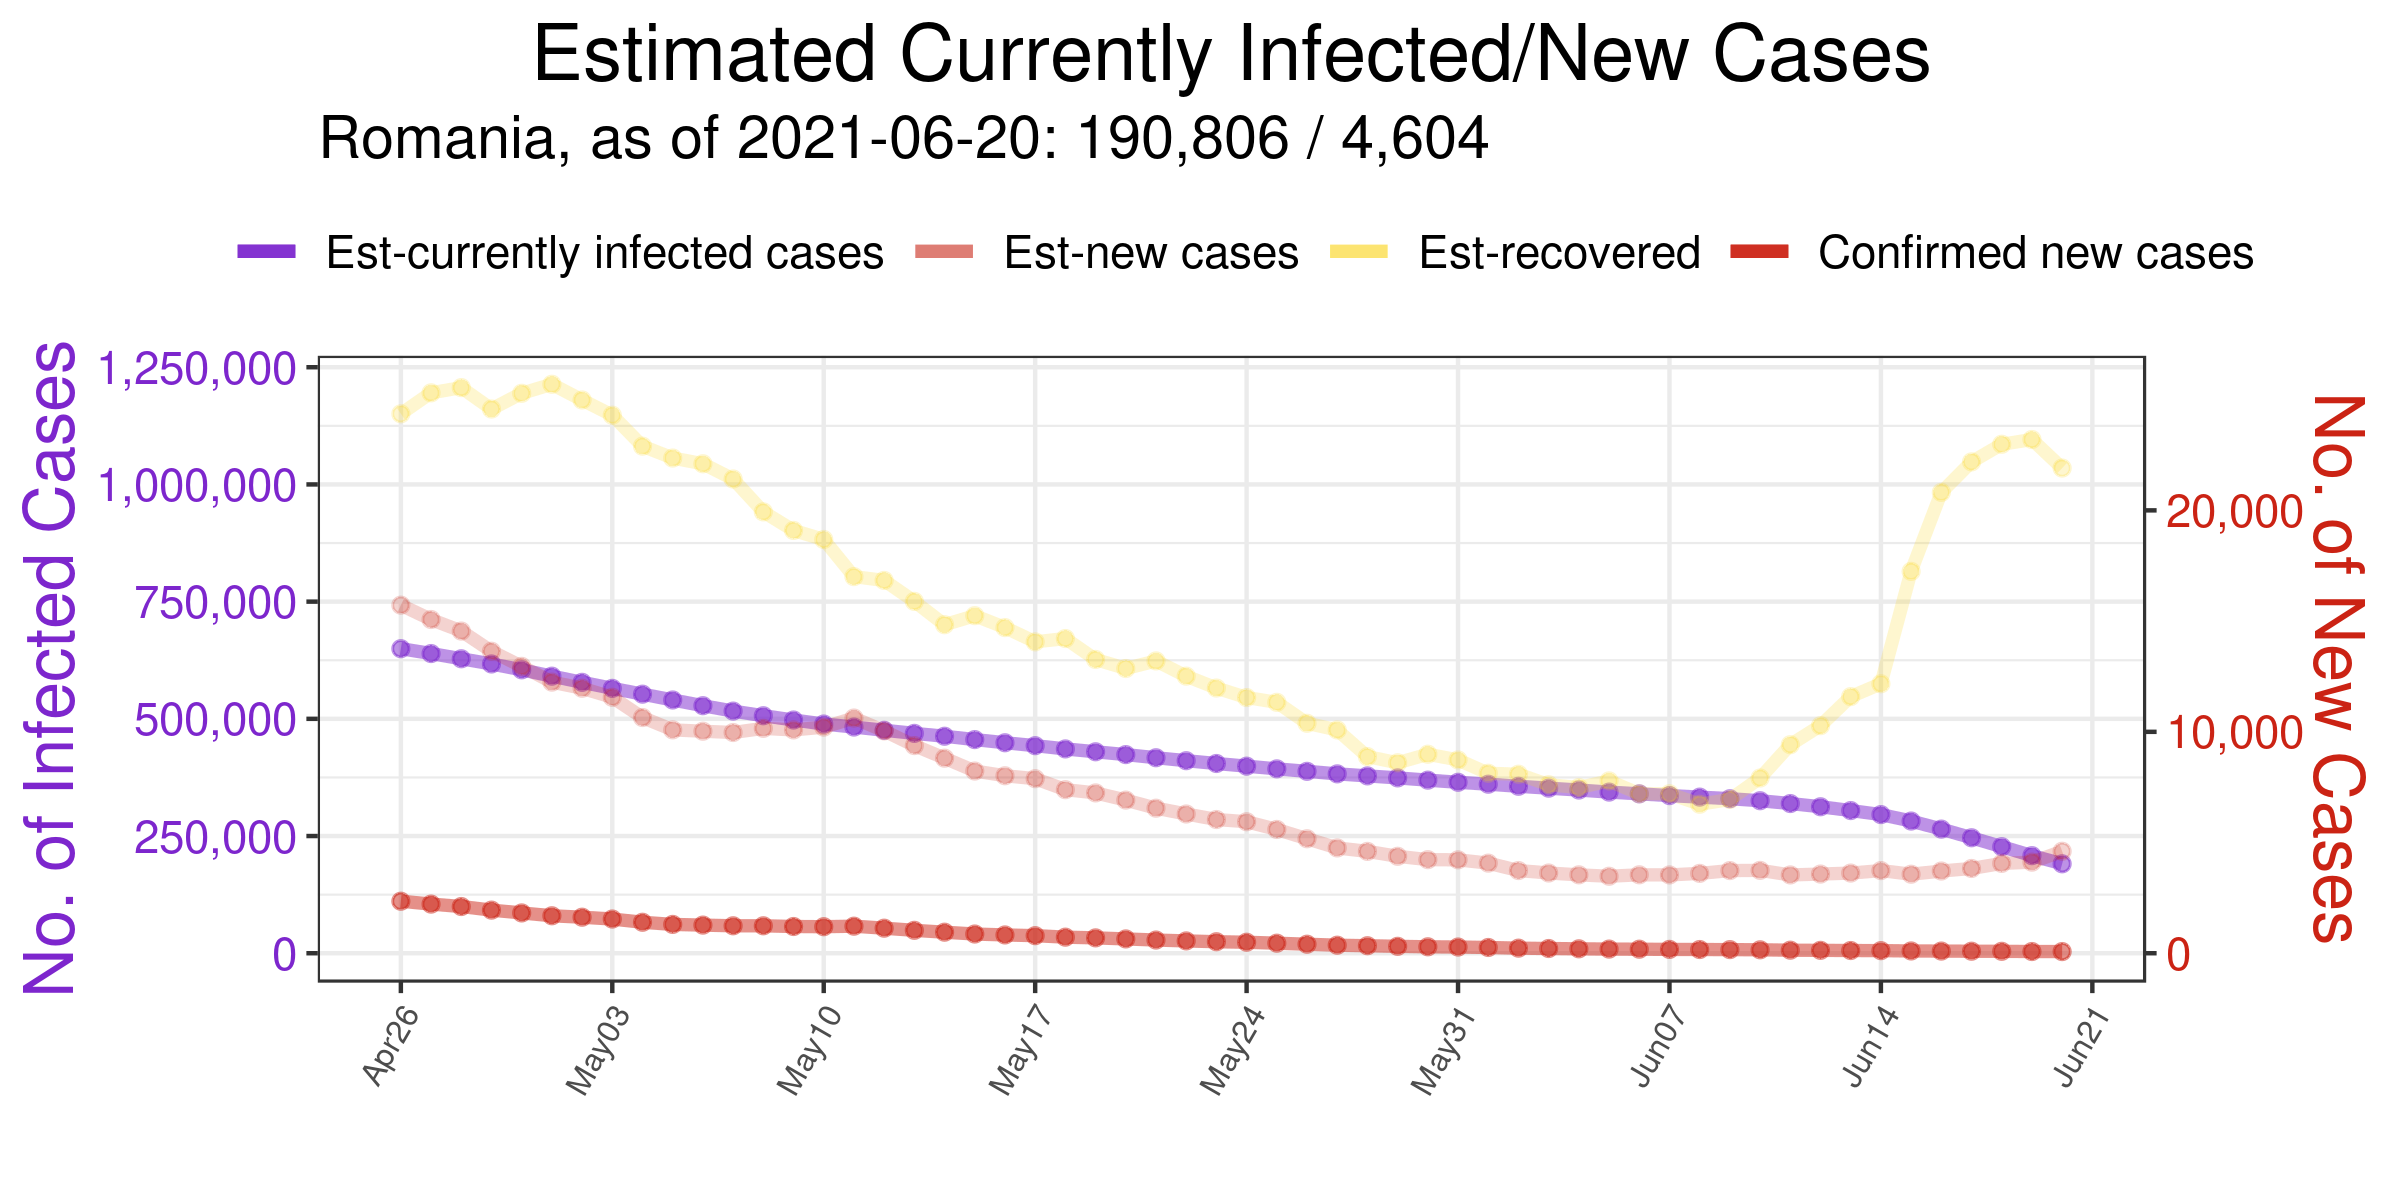 Estimated Currently Infected/New Cases
Romania, as of 2021-06-20: 190,806 / 4,604
Est-currently infected cases Est-new cases Est-recovered Confirmed new cases
No. of Infected Cases
1,250,000
1,000,000
750,000
500,000
250,000
0
20,000
10,000
0
No. of New Cases
Apr26 May03 May10 May17 May24 May31 Jun07 Jun14 Jun21